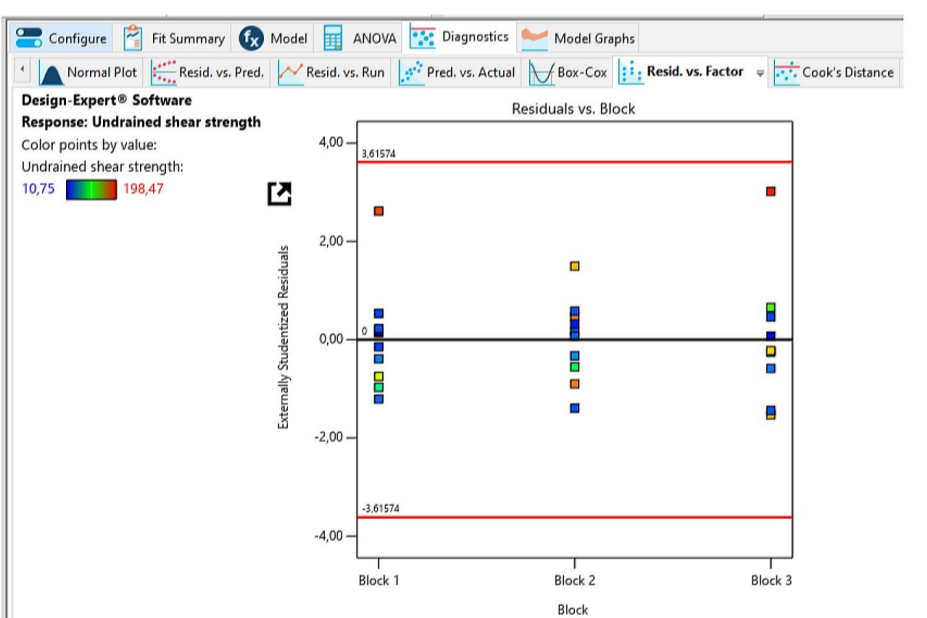 Configure Fit Summary fx Model ANOVA Diagnostics Model Graphs
Normal Plot Resid. vs. Pred. Resid. vs. Run Pred. vs. Actual Box-Cox Resid. vs. Factor Cook's Distance
Design-Expert® Software
Response: Undrained shear strength
Color points by value:
Undrained shear strength:
10,75 198,47
Residuals vs. Block
Externally Studentized Residuals
4,00
3,61574
2,00
0
0,00
-2,00
-3,61574
-4,00
Block 1 Block 2 Block 3
Block